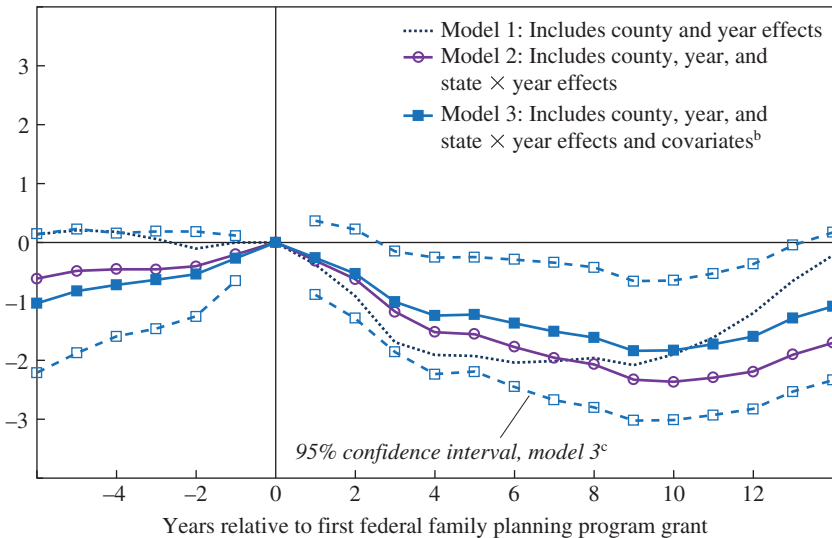 Model 1: Includes county and year effects
Model 2: Includes county, year, and
state × year effects
Model 3: Includes county, year, and
state × year effects and covariatesᵇ
3
2
1
0
–1
–2
–3
95% confidence interval, model 3ᶜ
–4 –2 0 2 4 6 8 10 12
Years relative to first federal family planning program grant